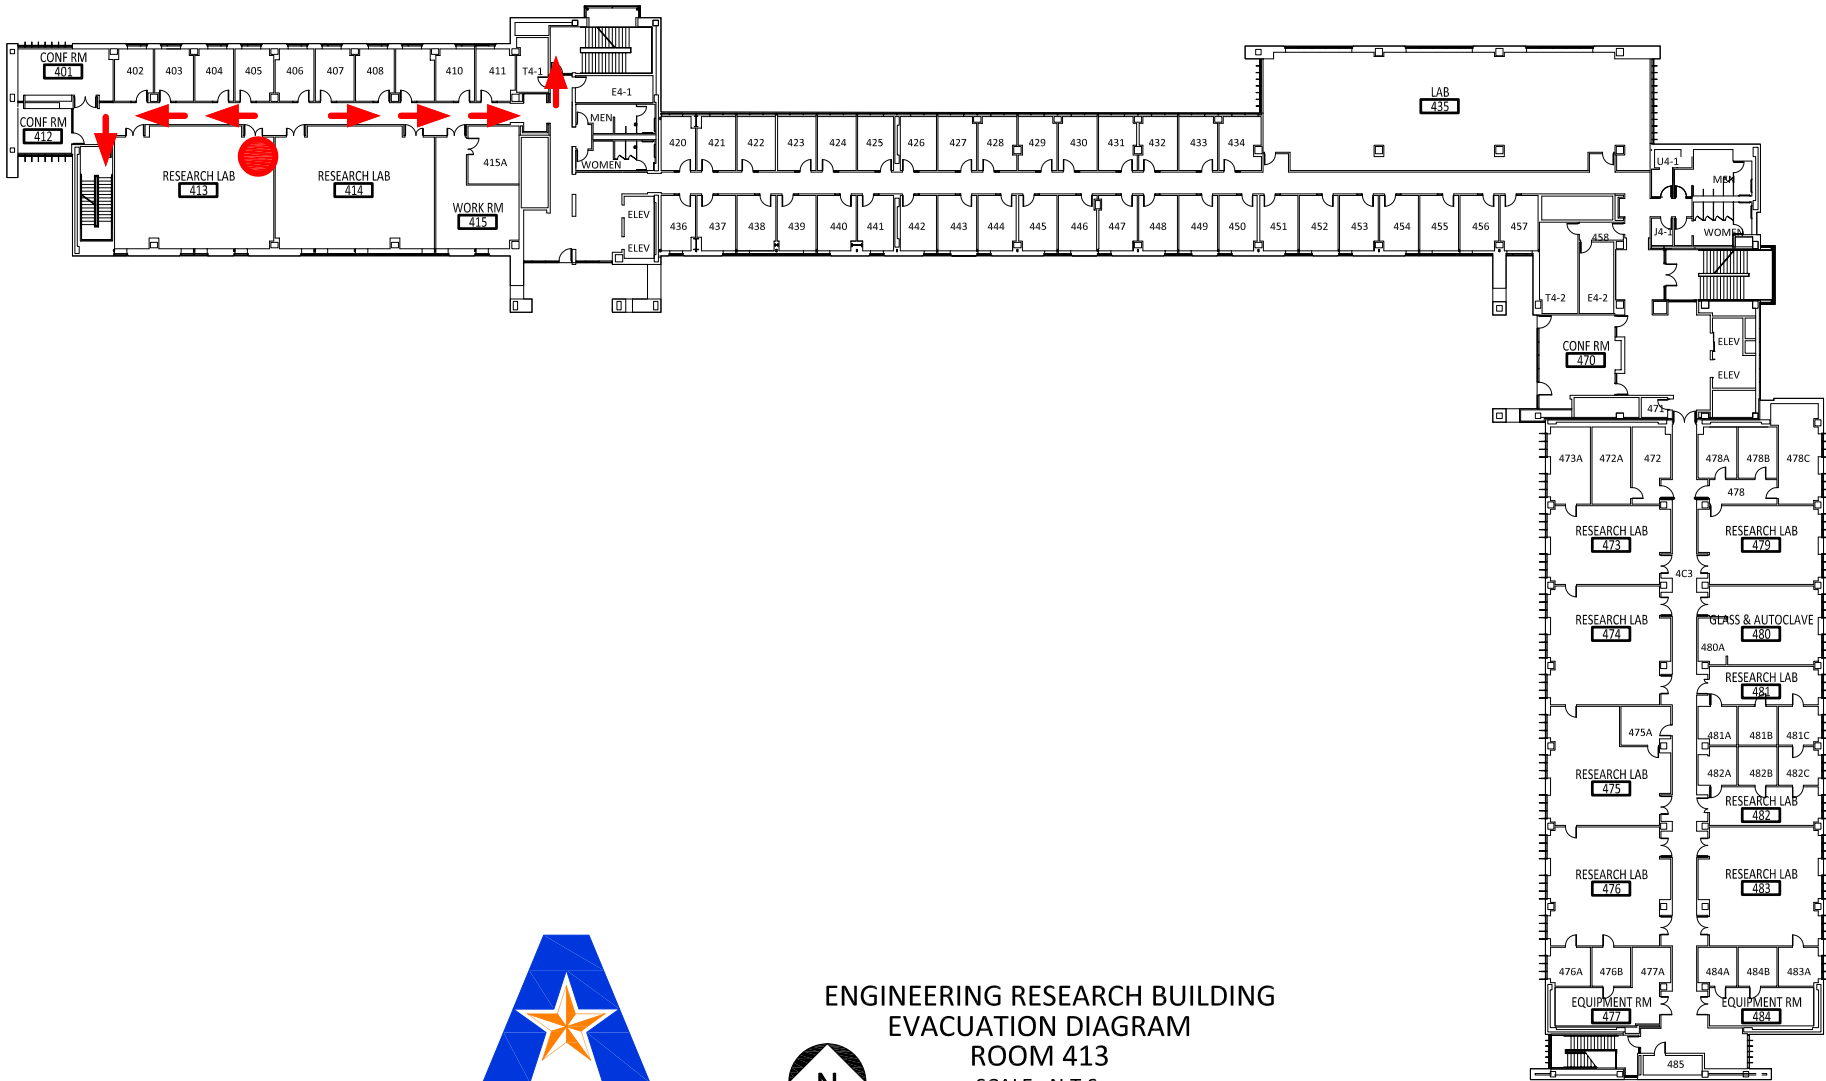 CONF RM
401
402
403
404
405
406
407
408
410
411
T4-1
E4-1
CONF RM
412
MEN
WOMEN
415A
RESEARCH LAB
413
RESEARCH LAB
414
WORK RM
415
ELEV
ELEV
420
421
422
423
424
425
426
427
428
429
430
431
432
433
434
LAB
435
436
437
438
439
440
441
442
443
444
445
446
447
448
449
450
451
452
453
454
455
456
457
458
U4-1
MEN
J4-1
WOMEN
T4-2
E4-2
CONF RM
470
ELEV
ELEV
471
473A
472A
472
478A
478B
478C
478
RESEARCH LAB
473
RESEARCH LAB
479
4C3
RESEARCH LAB
474
GLASS & AUTOCLAVE
480
480A
RESEARCH LAB
481
475A
481A
481B
481C
RESEARCH LAB
475
482A
482B
482C
RESEARCH LAB
482
RESEARCH LAB
476
RESEARCH LAB
483
476A
476B
477A
484A
484B
483A
EQUIPMENT RM
477
EQUIPMENT RM
484
485
ENGINEERING RESEARCH BUILDING
EVACUATION DIAGRAM
ROOM 413
SCALE: N.T.S.
N